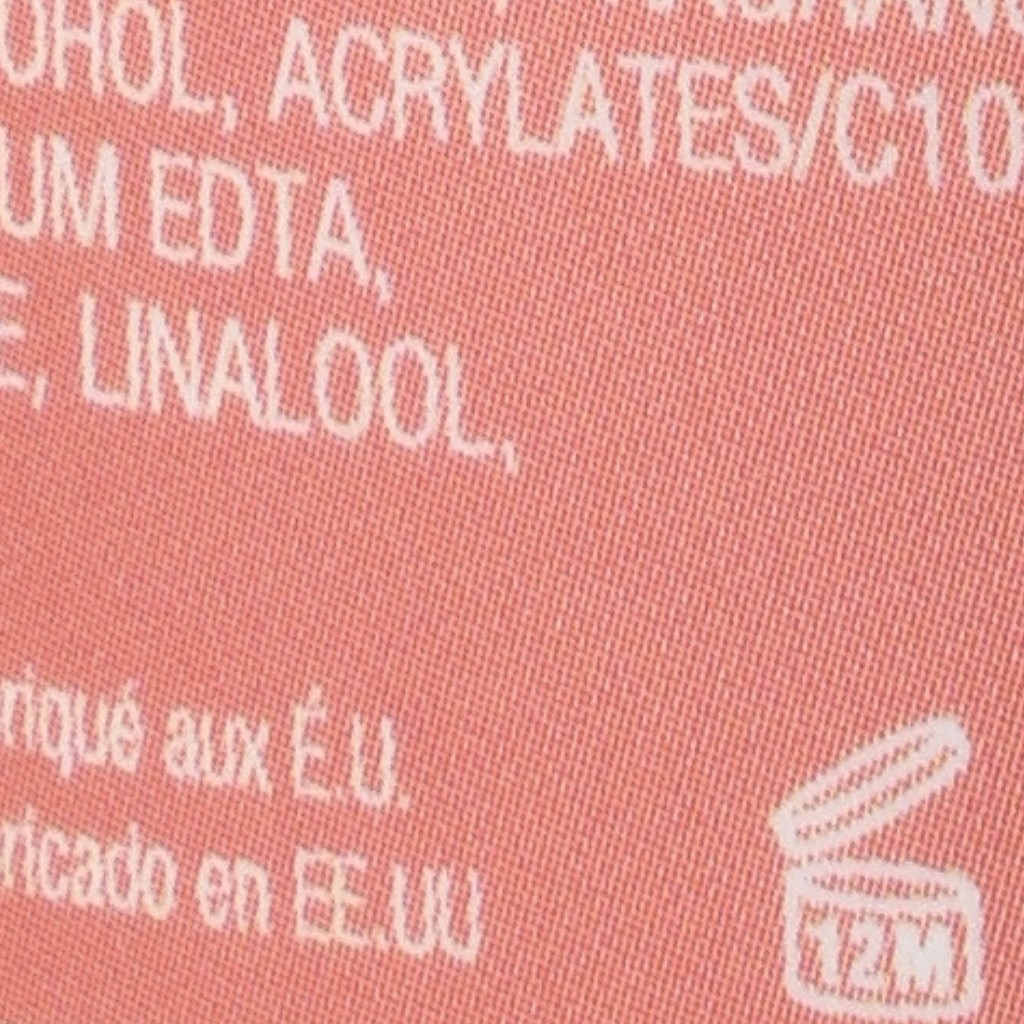 OHOL, ACRYLATES/C10
UM EDTA,
E, LINALOOL,
riqué aux É.U.
ricado en EE.UU
12M